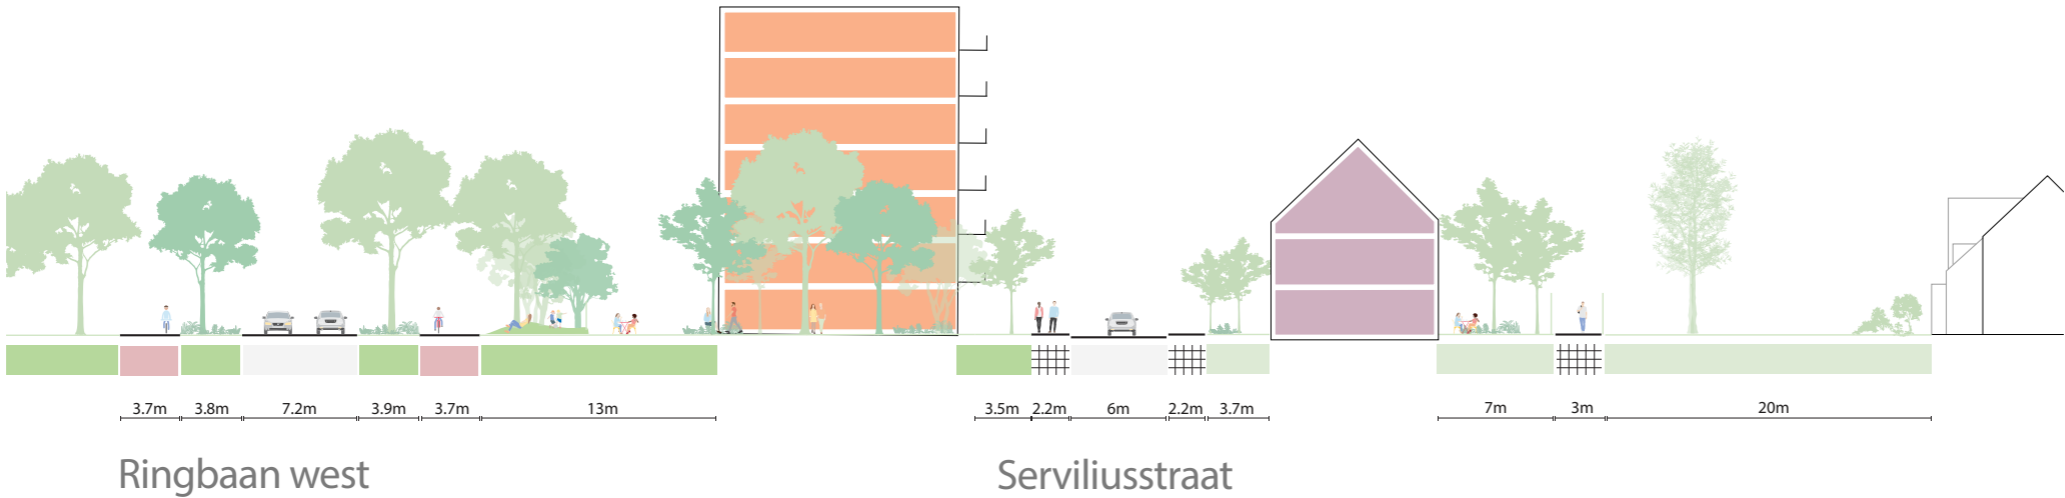 3.7m 3.8m 7.2m 3.9m 3.7m 13m 3.5m 2.2m 6m 2.2m 3.7m 7m 3m 20m
Ringbaan west Serviliusstraat